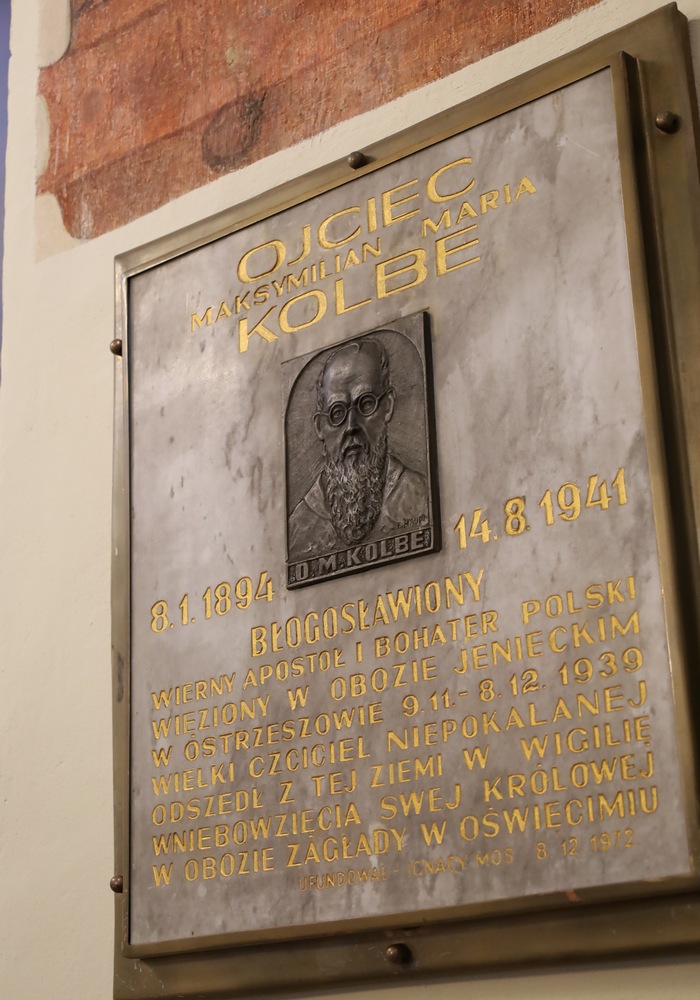 OJCIEC
MAKSYMILIAN MARIA
KOLBE
O.M.KOLBE
8.1.1894 14.8.1941
BŁOGOSŁAWIONY
WIERNY APOSTOŁ I BOHATER POLSKI
WIĘZIONY W OBOZIE JENIECKIM
W OSTRZESZOWIE 9.11.-8.12.1939
WIELKI CZCICIEL NIEPOKALANEJ
ODSZEDŁ Z TEJ ZIEMI W WIGILIĘ
WNIEBOWZIĘCIA SWEJ KRÓLOWEJ
W OBOZIE ZAGŁADY W OŚWIĘCIMIU
UFUNDOWAŁ - IGNACY MOŚ 8.12.1972